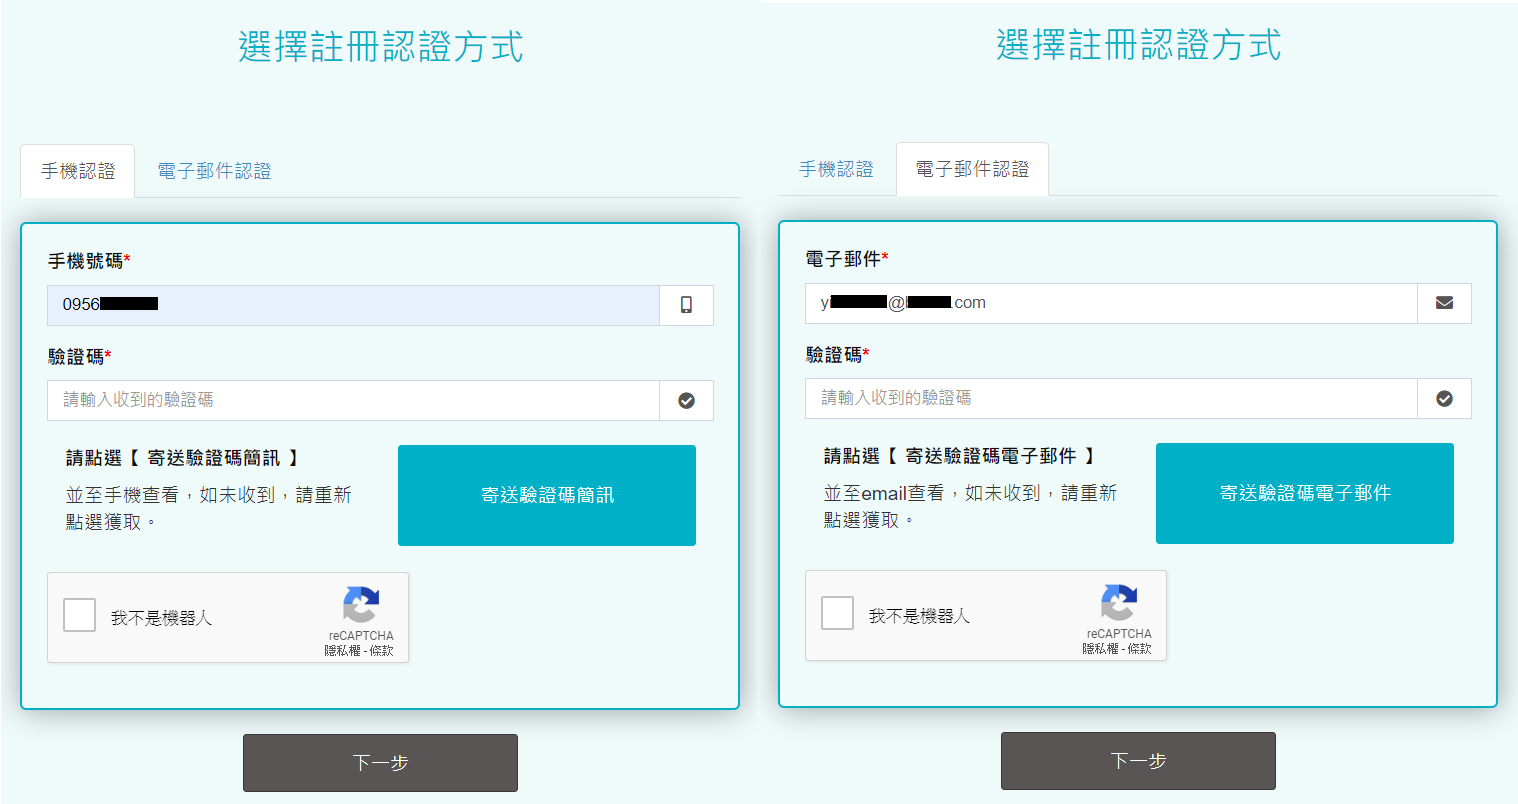 選擇註冊認證方式
手機認證
電子郵件認證
手機號碼*
0956
驗證碼*
請輸入收到的驗證碼
請點選【 寄送驗證碼簡訊 】
並至手機查看，如未收到，請重新
點選獲取。
寄送驗證碼簡訊
我不是機器人
reCAPTCHA
隱私權 - 條款
下一步
選擇註冊認證方式
手機認證
電子郵件認證
電子郵件*
y @ .com
驗證碼*
請輸入收到的驗證碼
請點選【 寄送驗證碼電子郵件 】
並至email查看，如未收到，請重新
點選獲取。
寄送驗證碼電子郵件
我不是機器人
reCAPTCHA
隱私權 - 條款
下一步